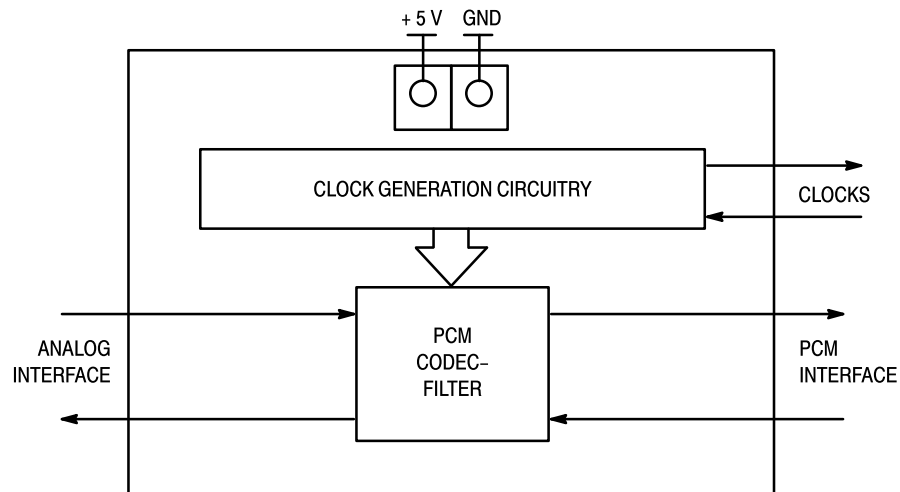 + 5 V
GND
CLOCK GENERATION CIRCUITRY
CLOCKS
ANALOG
INTERFACE
PCM
CODEC–
FILTER
PCM
INTERFACE